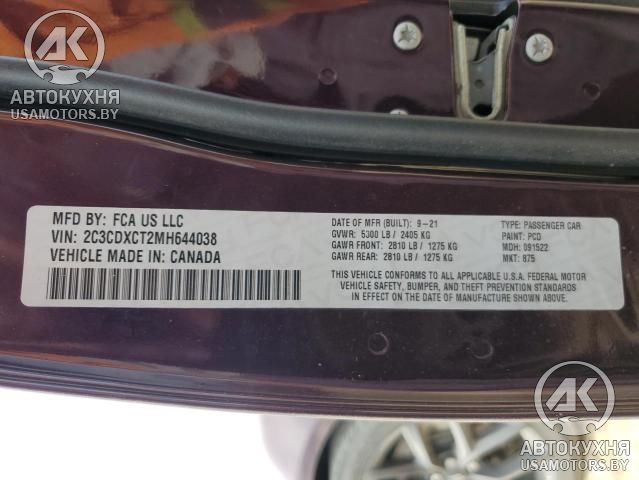 AK
АВТОКУХНЯ
USAMOTORS.BY
MFD BY: FCA US LLC
VIN: 2C3CDXCT2MH644038
VEHICLE MADE IN: CANADA
DATE OF MFR (BUILT): 9-21
GVWR: 5300 LB / 2405 KG
GAWR FRONT: 2810 LB / 1275 KG
GAWR REAR: 2810 LB / 1275 KG
TYPE: PASSENGER CAR
PAINT: PCD
MDH: 091522
MKT: 875
THIS VEHICLE CONFORMS TO ALL APPLICABLE U.S.A. FEDERAL MOTOR
VEHICLE SAFETY, BUMPER, AND THEFT PREVENTION STANDARDS
IN EFFECT ON THE DATE OF MANUFACTURE SHOWN ABOVE.
AK
АВТОКУХНЯ
USAMOTORS.BY